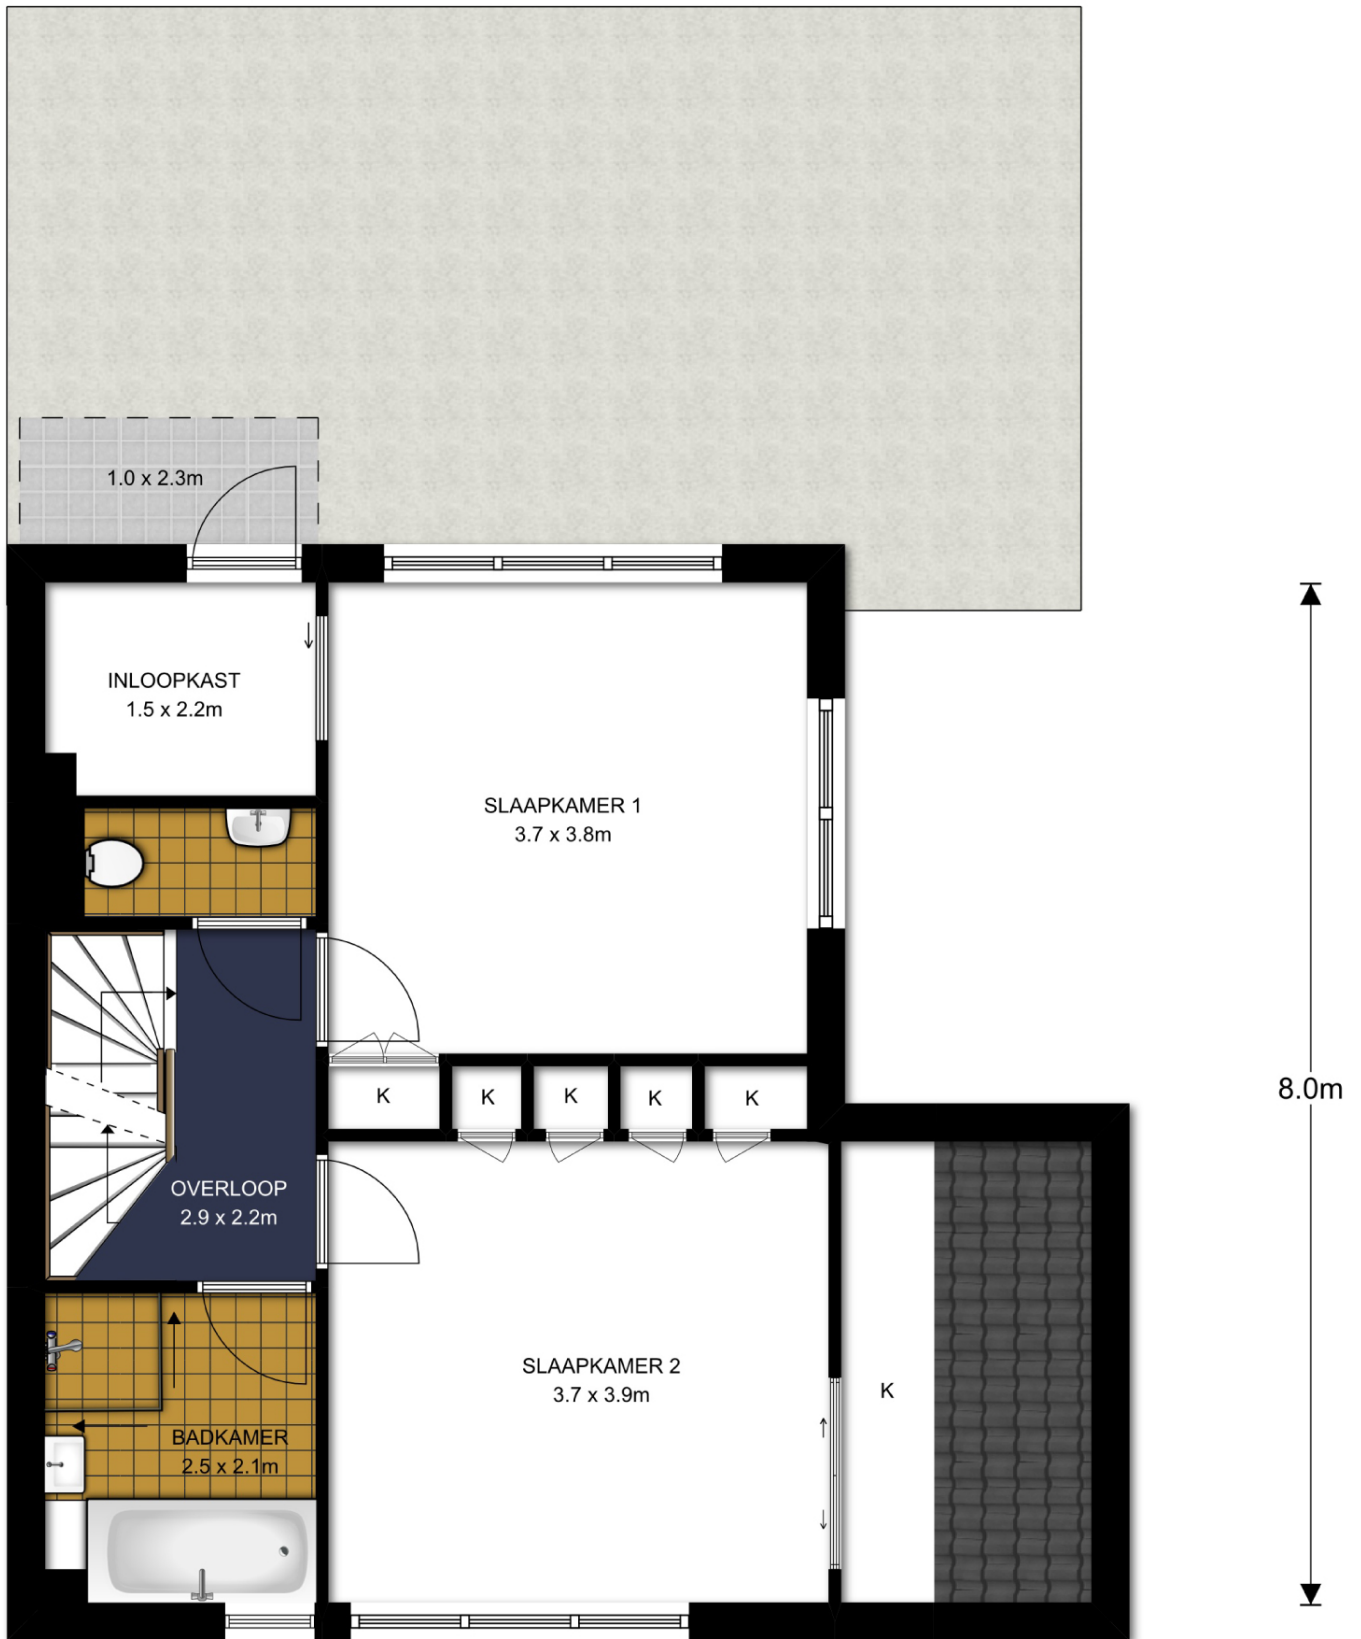 1.0 x 2.3m
INLOOPKAST
1.5 x 2.2m
SLAAPKAMER 1
3.7 x 3.8m
K
K
K
K
K
8.0m
OVERLOOP
2.9 x 2.2m
SLAAPKAMER 2
3.7 x 3.9m
K
BADKAMER
2.5 x 2.1m